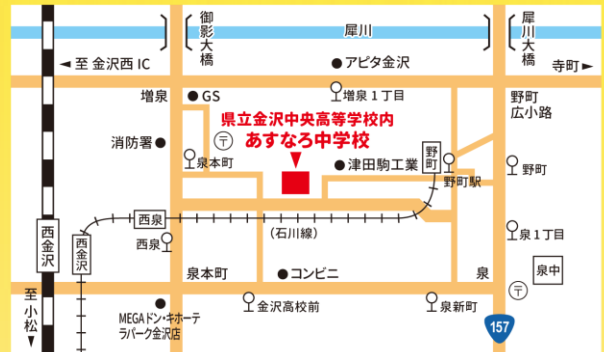 御影大橋
犀川
犀川大橋
◀ 至 金沢西 IC
●アピタ金沢
寺町▶
増泉
●GS
増泉 1 丁目
野町
広小路
県立金沢中央高等学校内
あすなろ中学校
消防署●
〒
泉本町
●津田駒工業
野町
野町駅
野町
西泉
西泉
(石川線)
泉 1 丁目
西金沢
西金沢
泉本町
●コンビニ
泉
泉中
〒
至小松▼
MEGAドン・キホーテ
ラパーク金沢店
金沢高校前
泉新町
157